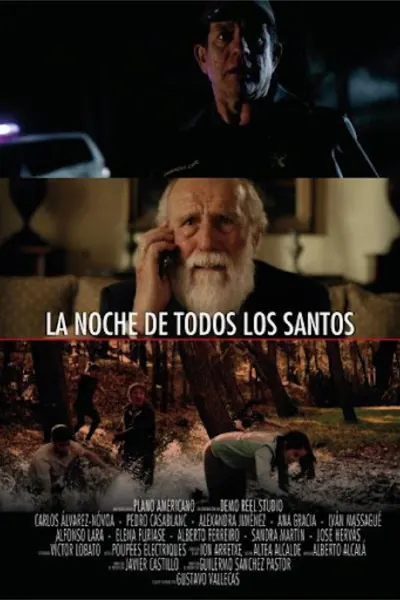 LA NOCHE DE TODOS LOS SANTOS
PLANO AMERICANO DEMO REEL STUDIO
CARLOS ÁLVAREZ-NÓVOA · PEDRO CASABLANC · ALEXANDRA JIMÉNEZ · ANA GRACIA · IVÁN MASSAGUÉ
ALFONSO LARA · ELENA FURIASE · ALBERTO FERREIRO · SANDRA MARTÍN · JOSÉ HERVÁS
VÍCTOR LOBATO POUPÉES ELECTRIQUES ION ARRETXE ALTEA ALCALDE ALBERTO ALCALÁ
JAVIER CASTILLO GUILLERMO SÁNCHEZ PASTOR
GUSTAVO VALLECAS